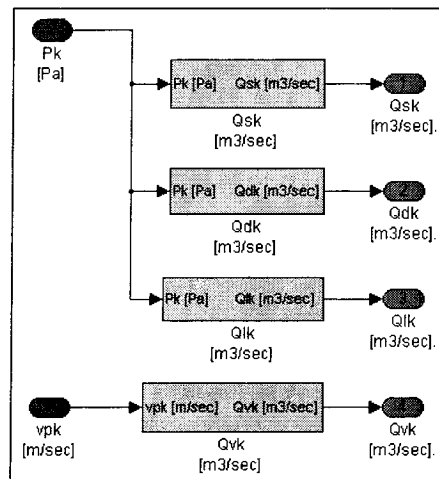 Pk
[Pa]
Pk [Pa] Qsk [m3/sec]
Qsk
[m3/sec]
Qsk
[m3/sec].
Pk [Pa] Qdk [m3/sec]
Qdk
[m3/sec]
2
Qdk
[m3/sec].
Pk [Pa] Qlk [m3/sec]
Qlk
[m3/sec]
3
Qlk
[m3/sec].
vpk
[m/sec]
vpk [m/sec] Qvk [m3/sec]
Qvk
[m3/sec]
Qvk
[m3/sec].